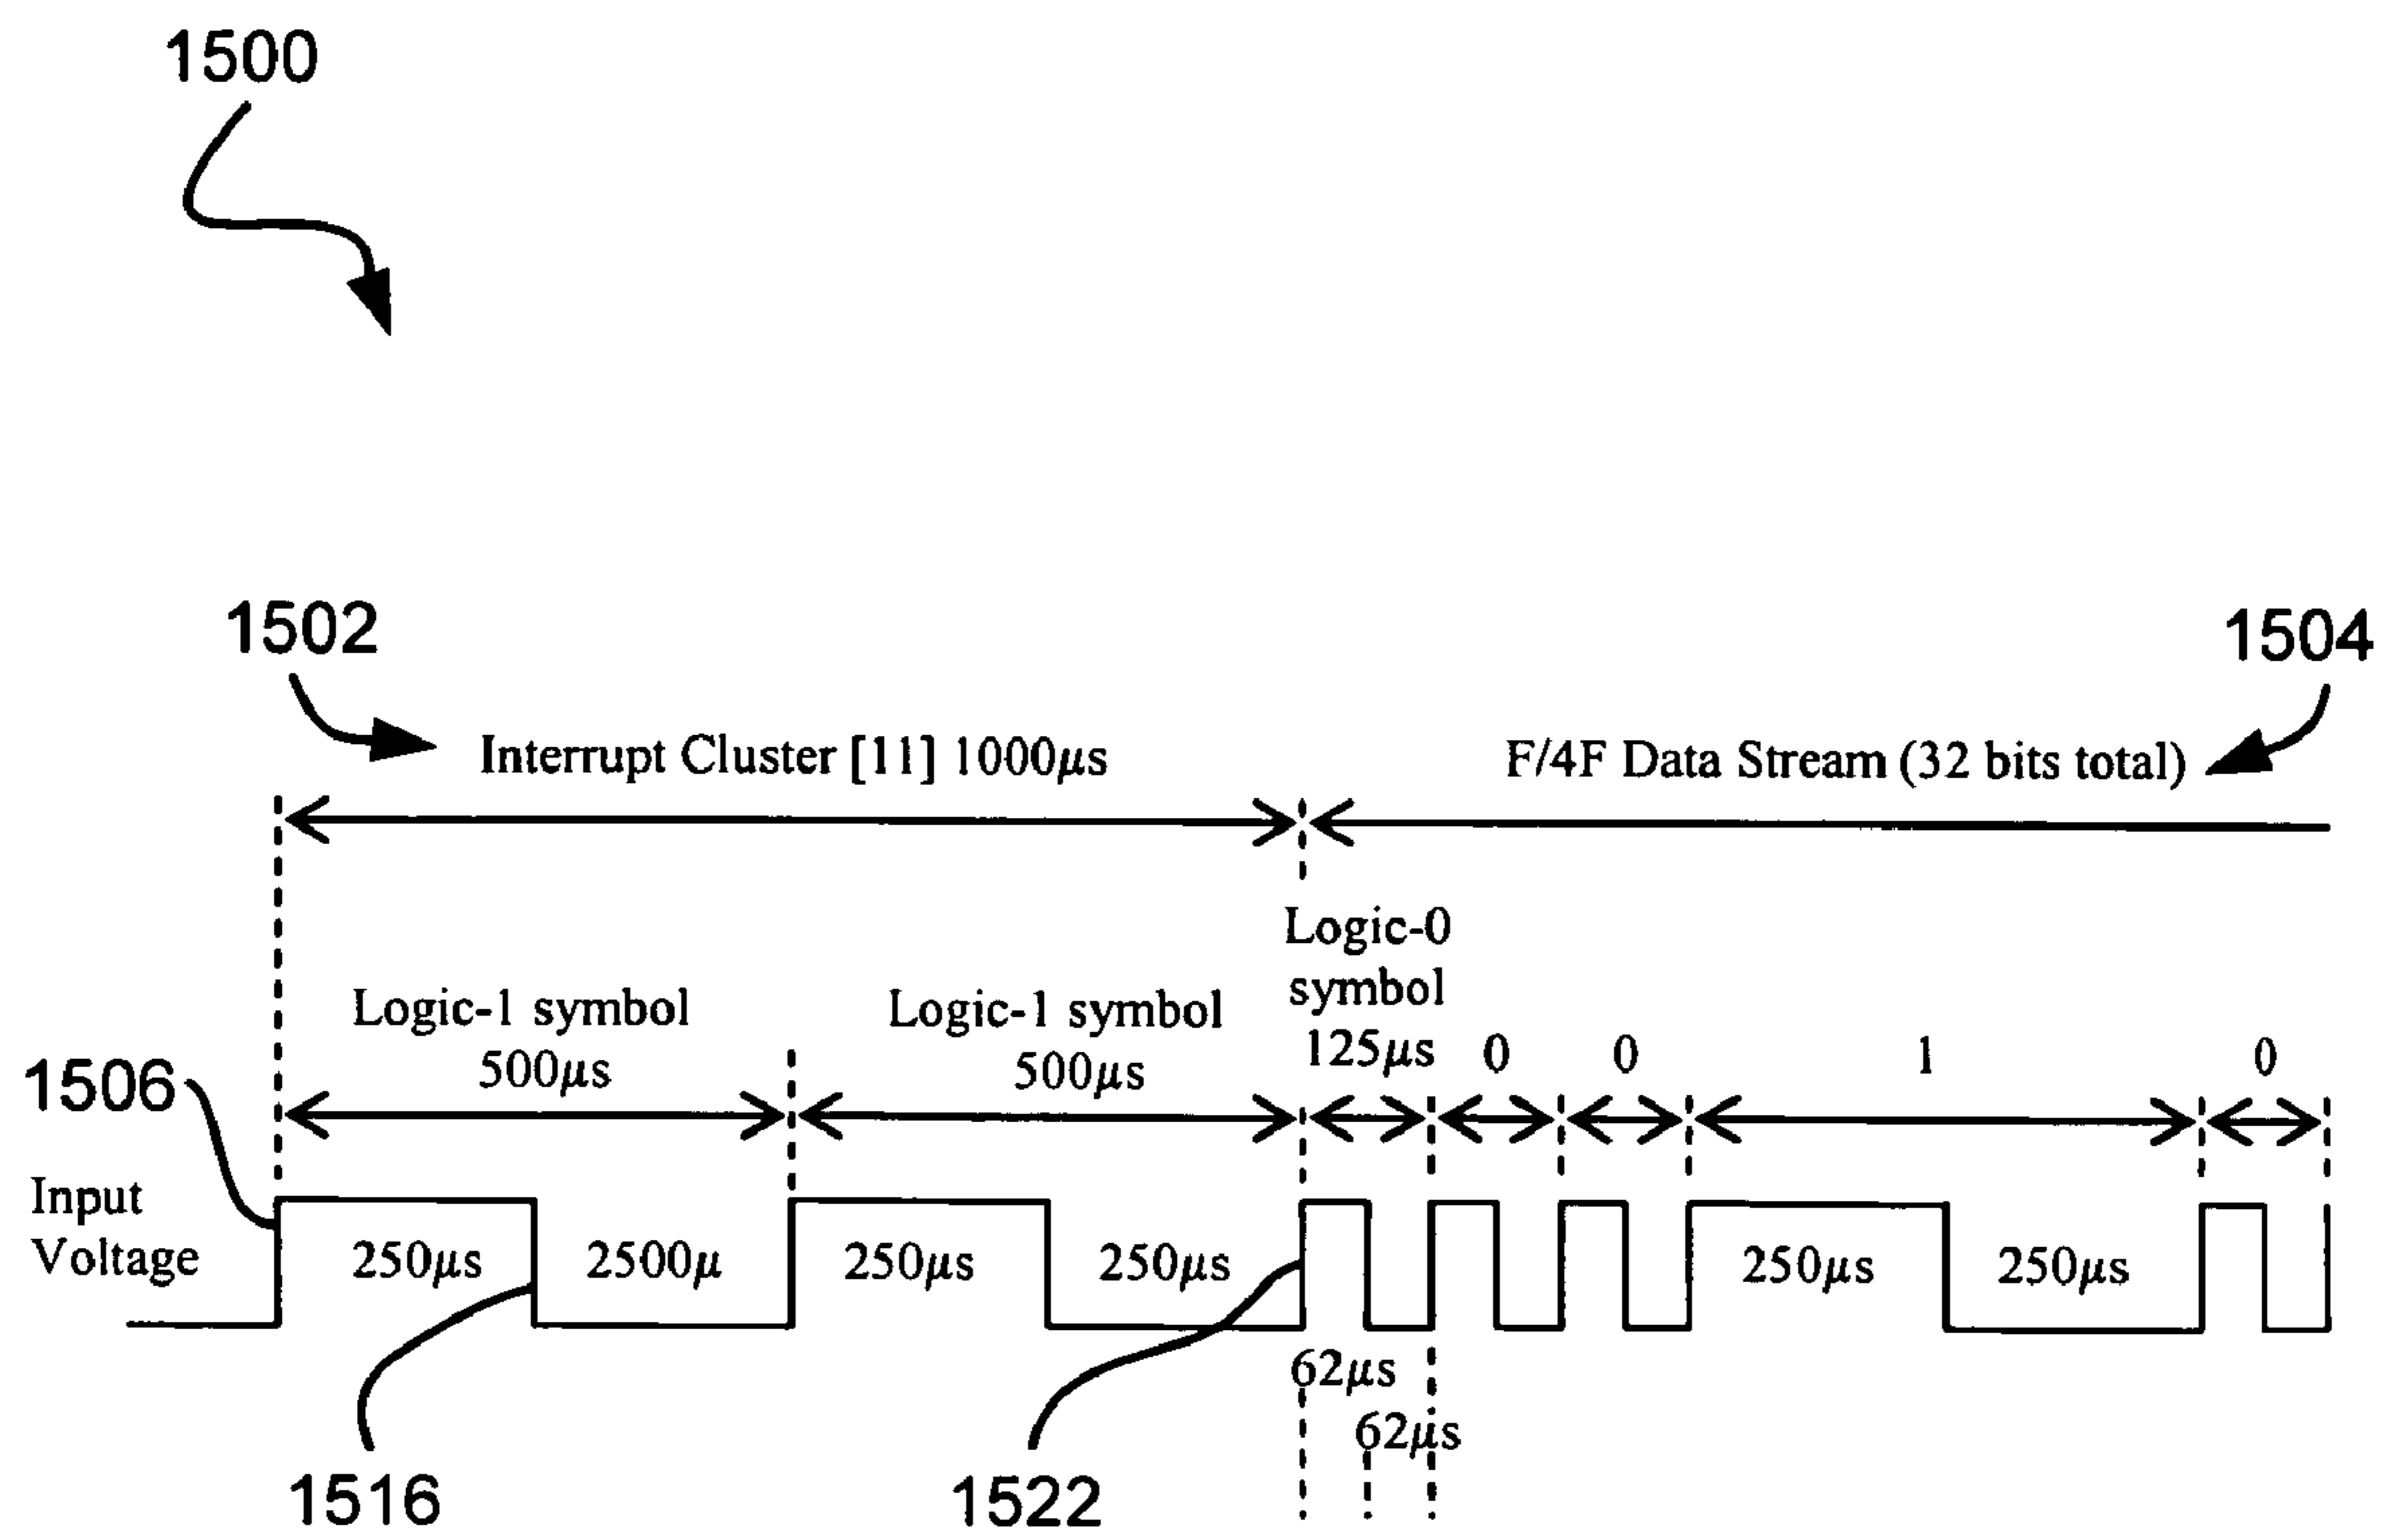 1500
1502
1504
Interrupt Cluster [11] 1000µs
F/4F Data Stream (32 bits total)
Logic-1 symbol
500µs
Logic-1 symbol
500µs
Logic-0
symbol
125µs
0
0
1
0
1506
Input
Voltage
250µs
2500µ
250µs
250µs
250µs
250µs
62µs
62µs
1516
1522